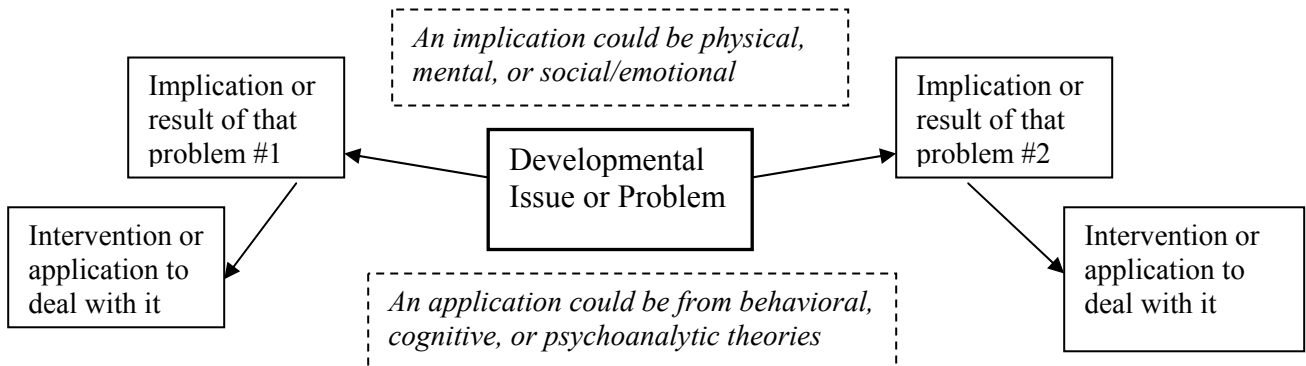 An implication could be physical,
mental, or social/emotional
Implication or
result of that
problem #1
Developmental
Issue or Problem
Implication or
result of that
problem #2
Intervention or
application to
deal with it
An application could be from behavioral,
cognitive, or psychoanalytic theories
Intervention or
application to
deal with it